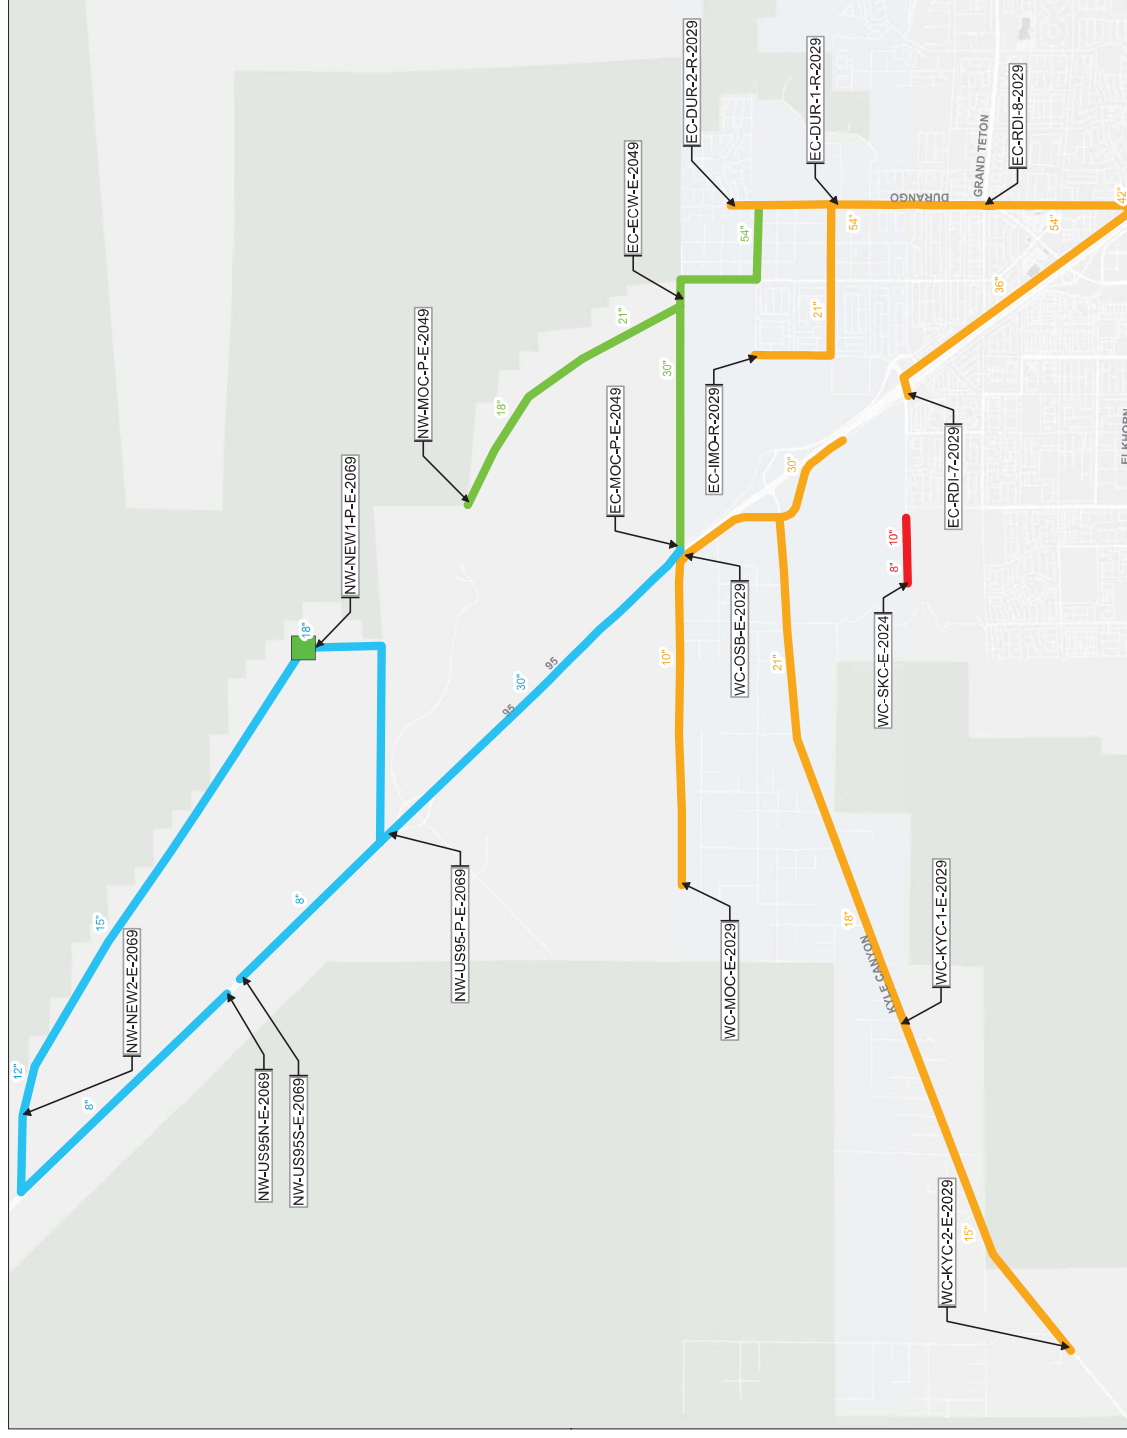 EC-DUR-2-R-2029
EC-DUR-1-R-2029
EC-RDI-8-2029
GRAND TETON
DURANGO
42"
EC-ECW-E-2049
54"
54"
54"
36"
NW-MOC-P-E-2049
21"
21"
18"
30"
EC-MOC-P-E-2049
EC-IMO-R-2029
EC-RDI-7-2029
ELKHORN
NW-NEW1-P-E-2069
30"
10"
8"
18"
WC-OSB-E-2029
WC-SKC-E-2024
95
95
30"
10"
21"
NW-US95-P-E-2069
8"
15"
NW-NEW2-E-2069
WC-MOC-E-2029
18"
KYLE CANYON
WC-KYC-1-E-2029
12"
8"
NW-US95N-E-2069
NW-US95S-E-2069
15"
WC-KYC-2-E-2029